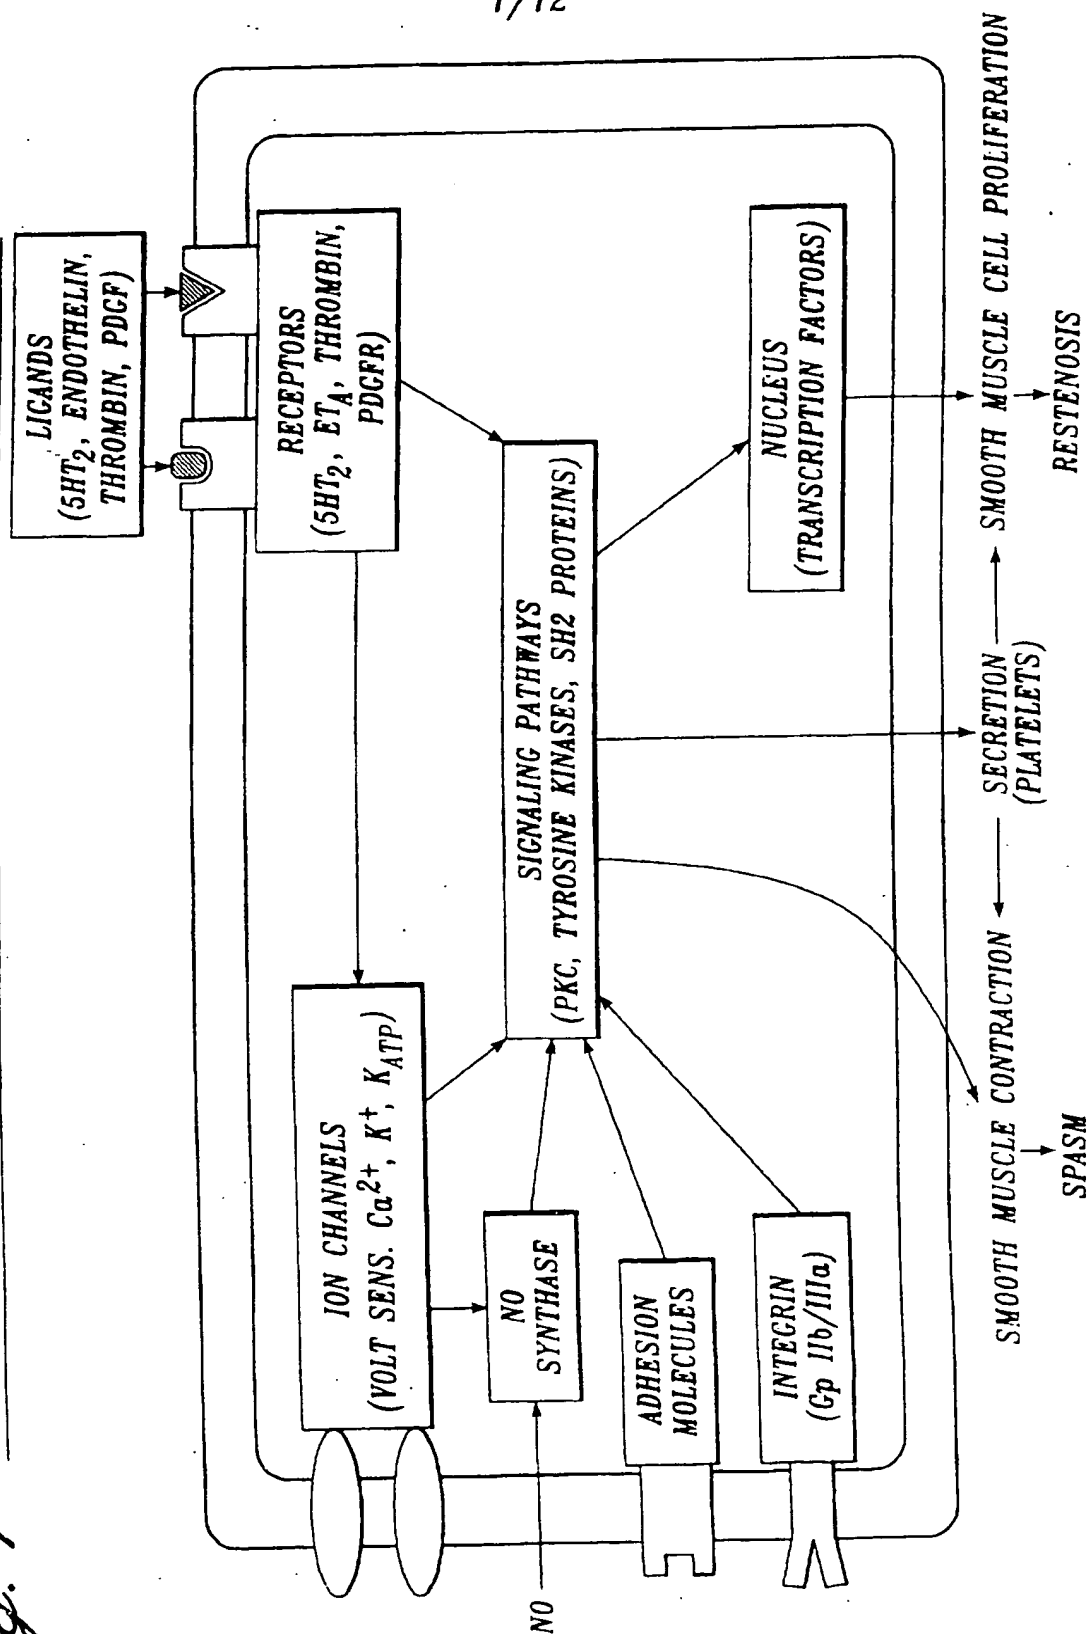 1/12
LIGANDS
(5HT2, ENDOTHELIN,
THROMBIN, PDGF)
RECEPTORS
(5HT2, ETA, THROMBIN,
PDGFR)
ION CHANNELS
(VOLT SENS. Ca2+, K+, KATP)
SIGNALING PATHWAYS
(PKC, TYROSINE KINASES, SH2 PROTEINS)
NO
NO
SYNTHASE
ADHESION
MOLECULES
INTEGRIN
(Gp IIb/IIIa)
NUCLEUS
(TRANSCRIPTION FACTORS)
SMOOTH MUSCLE CONTRACTION
SPASM
SECRETION
(PLATELETS)
SMOOTH MUSCLE CELL PROLIFERATION
RESTENOSIS